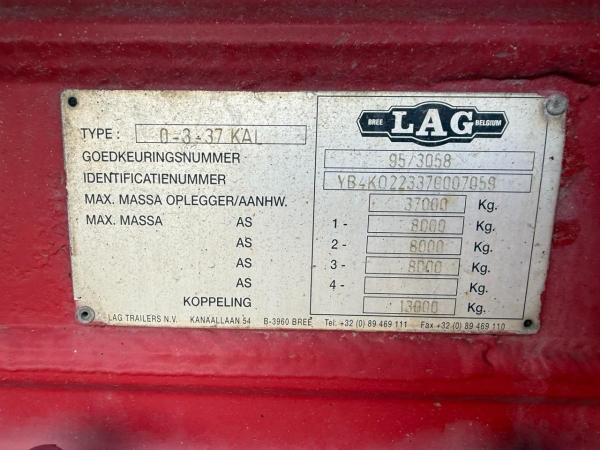 BREE LAG BELGIUM
TYPE : 0-3-37 KAL
GOEDKEURINGSNUMMER 95/3058
IDENTIFICATIENUMMER
MAX. MASSA OPLEGGER/AANHW. 37000 Kg.
MAX. MASSA AS 1 - 8000 Kg.
AS 2 - 8000 Kg.
AS 3 - 8000 Kg.
AS 4 - Kg.
KOPPELING 13000 Kg.
LAG TRAILERS N.V. KANAALLAAN 54 B-3960 BREE Tel: +32 (0) 89 469 111 Fax +32 (0) 89 469 110